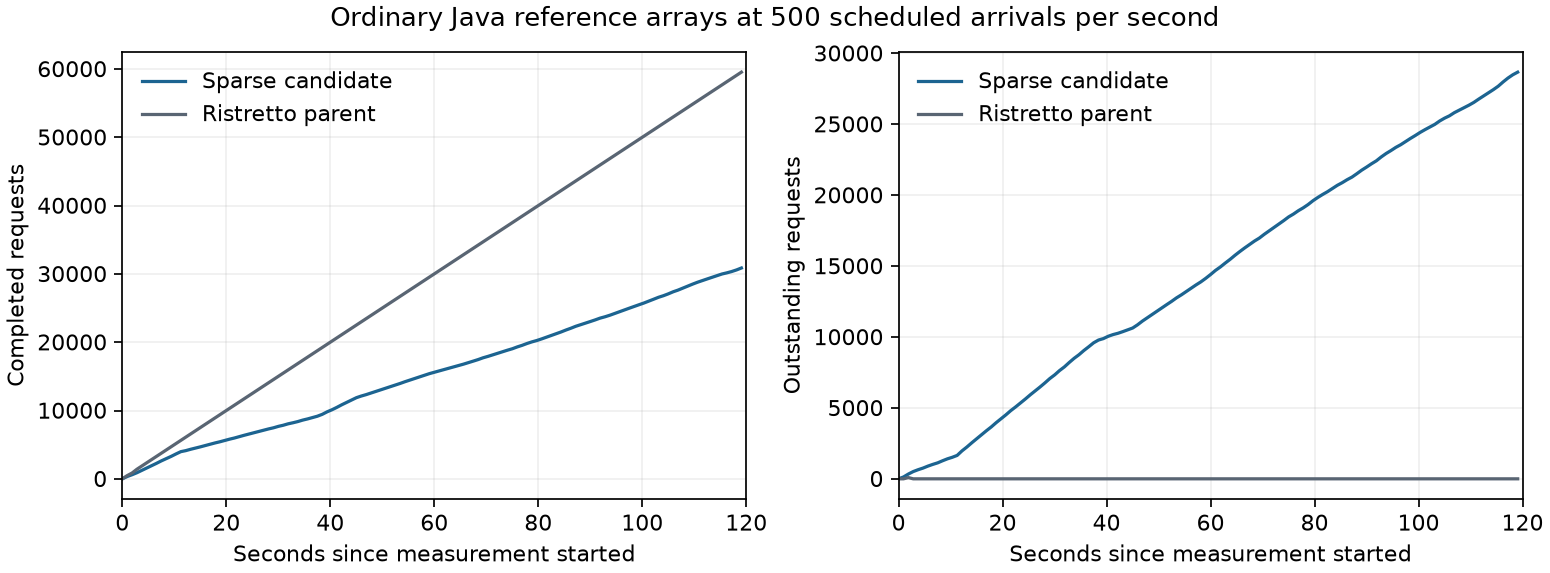 Ordinary Java reference arrays at 500 scheduled arrivals per second
Completed requests
60000
50000
40000
30000
20000
10000
0
Sparse candidate
Ristretto parent
0 20 40 60 80 100 120
Seconds since measurement started
Outstanding requests
30000
25000
20000
15000
10000
5000
0
Sparse candidate
Ristretto parent
0 20 40 60 80 100 120
Seconds since measurement started